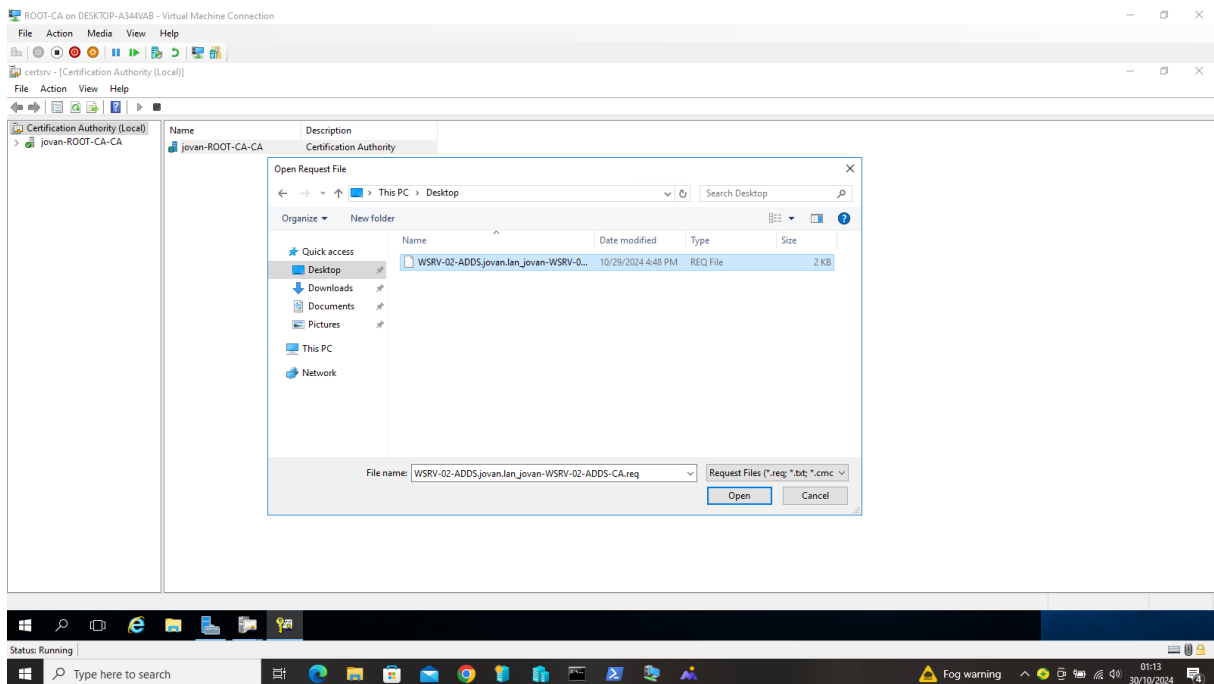 ROOT-CA on DESKTOP-A344VAB - Virtual Machine Connection
File Action Media View Help
certsrv - [Certification Authority (Local)]
File Action View Help
Certification Authority (Local)
jovan-ROOT-CA-CA
Name Description
jovan-ROOT-CA-CA Certification Authority
Open Request File
This PC > Desktop
Search Desktop
Organize New folder
Name Date modified Type Size
Quick access
WSRV-02-ADDS.jovan.lan_jovan-WSRV-0... 10/29/2024 4:48 PM REQ File 2 KB
Desktop
Downloads
Documents
Pictures
This PC
Network
File name: WSRV-02-ADDS.jovan.lan_jovan-WSRV-02-ADDS-CA.req
Request Files (*.req; *.txt; *.cmc
Open Cancel
Status: Running
Type here to search
Fog warning
01:13
30/10/2024
4